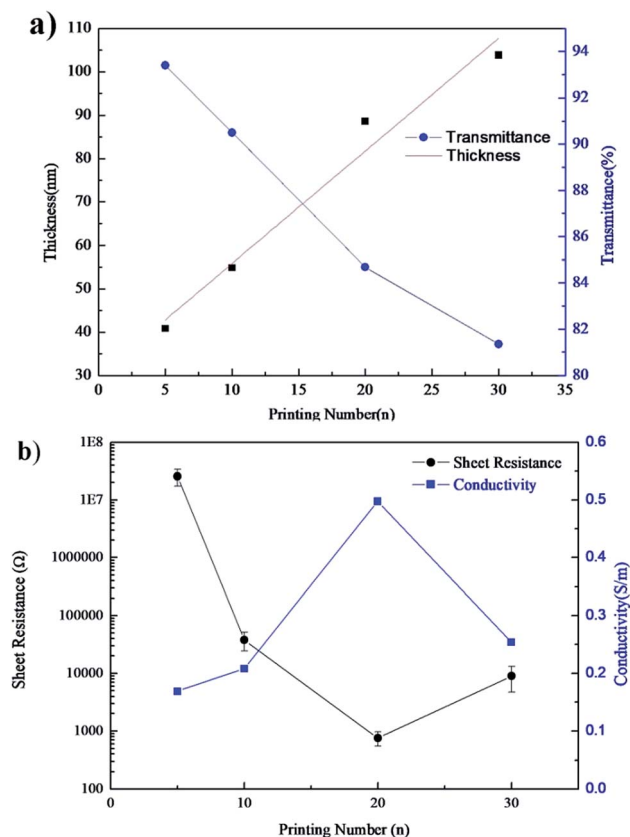 a)
110
100
90
80
70
60
50
40
30
Thickness(nm)
94
92
90
86
84
82
80
Transmittance(%)
Transmittance
Thickness
0 5 10 15 20 25 30 35
Printing Number(n)
b)
1E8
1E7
1000000
100000
10000
1000
100
Sheet Resistance (Ω)
0.6
0.5
0.4
0.3
0.2
0.1
0.0
Conductivity(S/m)
Sheet Resistance
Conductivity
0 10 20 30
Printing Number (n)